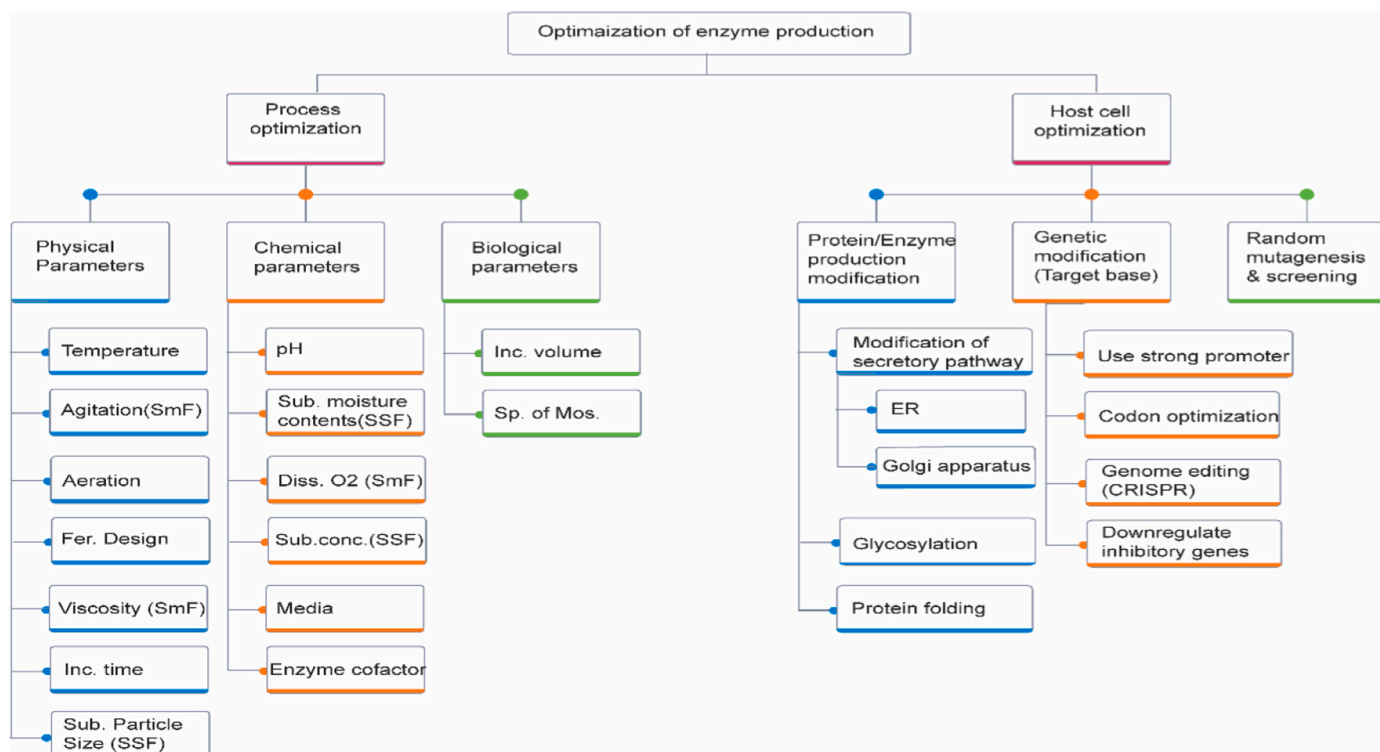 Optimaization of enzyme production
Process
optimization
Host cell
optimization
Physical
Parameters
Chemical
parameters
Biological
parameters
Protein/Enzyme
production
modification
Genetic
modification
(Target base)
Random
mutagenesis
& screening
Temperature
Agitation(SmF)
Aeration
Fer. Design
Viscosity (SmF)
Inc. time
Sub. Particle
Size (SSF)
pH
Sub. moisture
contents(SSF)
Diss. O2 (SmF)
Sub.conc.(SSF)
Media
Enzyme cofactor
Inc. volume
Sp. of Mos.
Modification of
secretory pathway
ER
Golgi apparatus
Glycosylation
Protein folding
Use strong promoter
Codon optimization
Genome editing
(CRISPR)
Downregulate
inhibitory genes